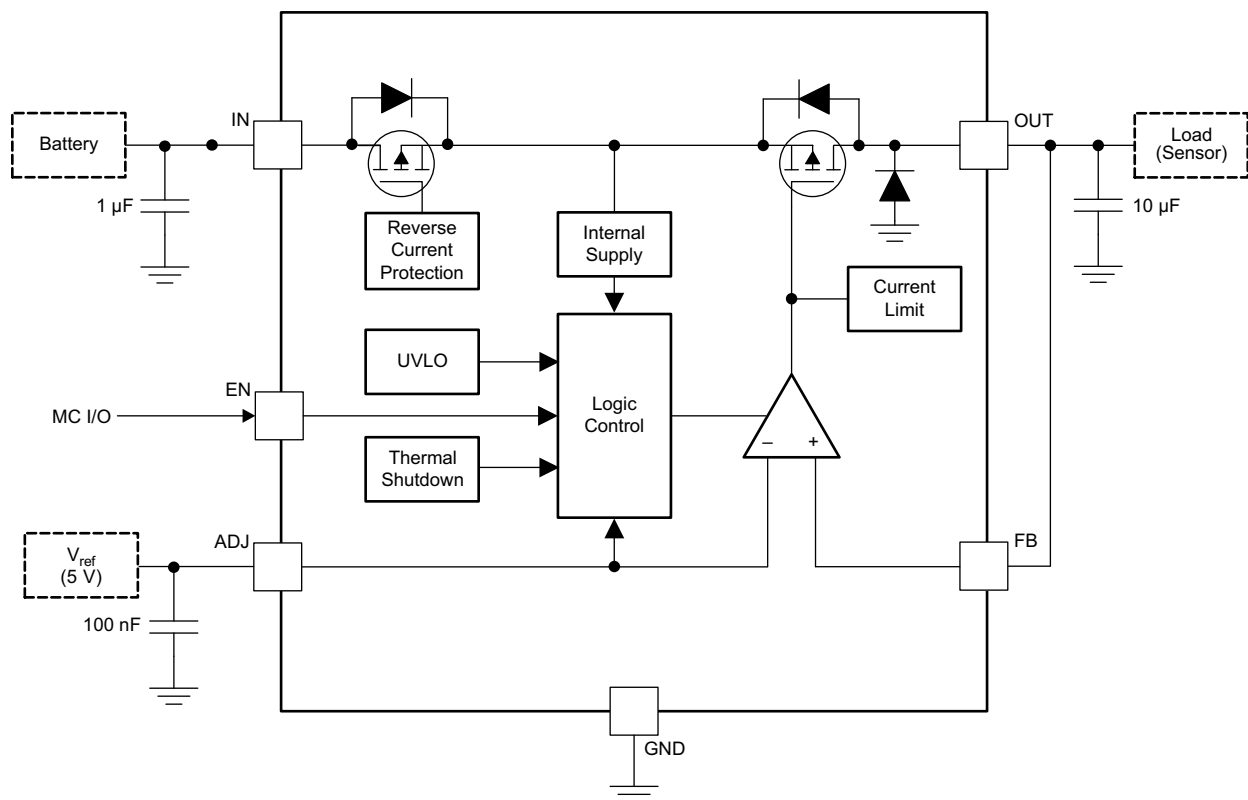 IN
OUT
Battery
Load
(Sensor)
1 µF
10 µF
Reverse
Current
Protection
Internal
Supply
Current
Limit
UVLO
EN
MC I/O
Logic
Control
– +
Thermal
Shutdown
ADJ
FB
Vref
(5 V)
100 nF
GND